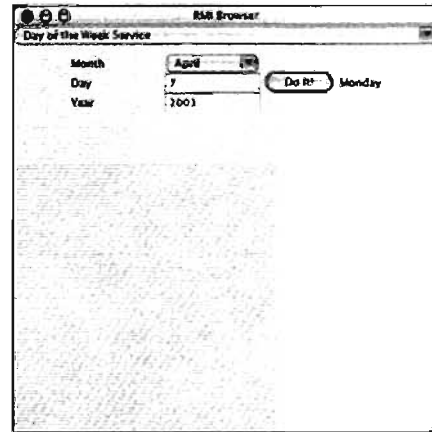 RMI Browser
Day of the Week Service
Month April
Day 7 Do It! Monday
Year 2003